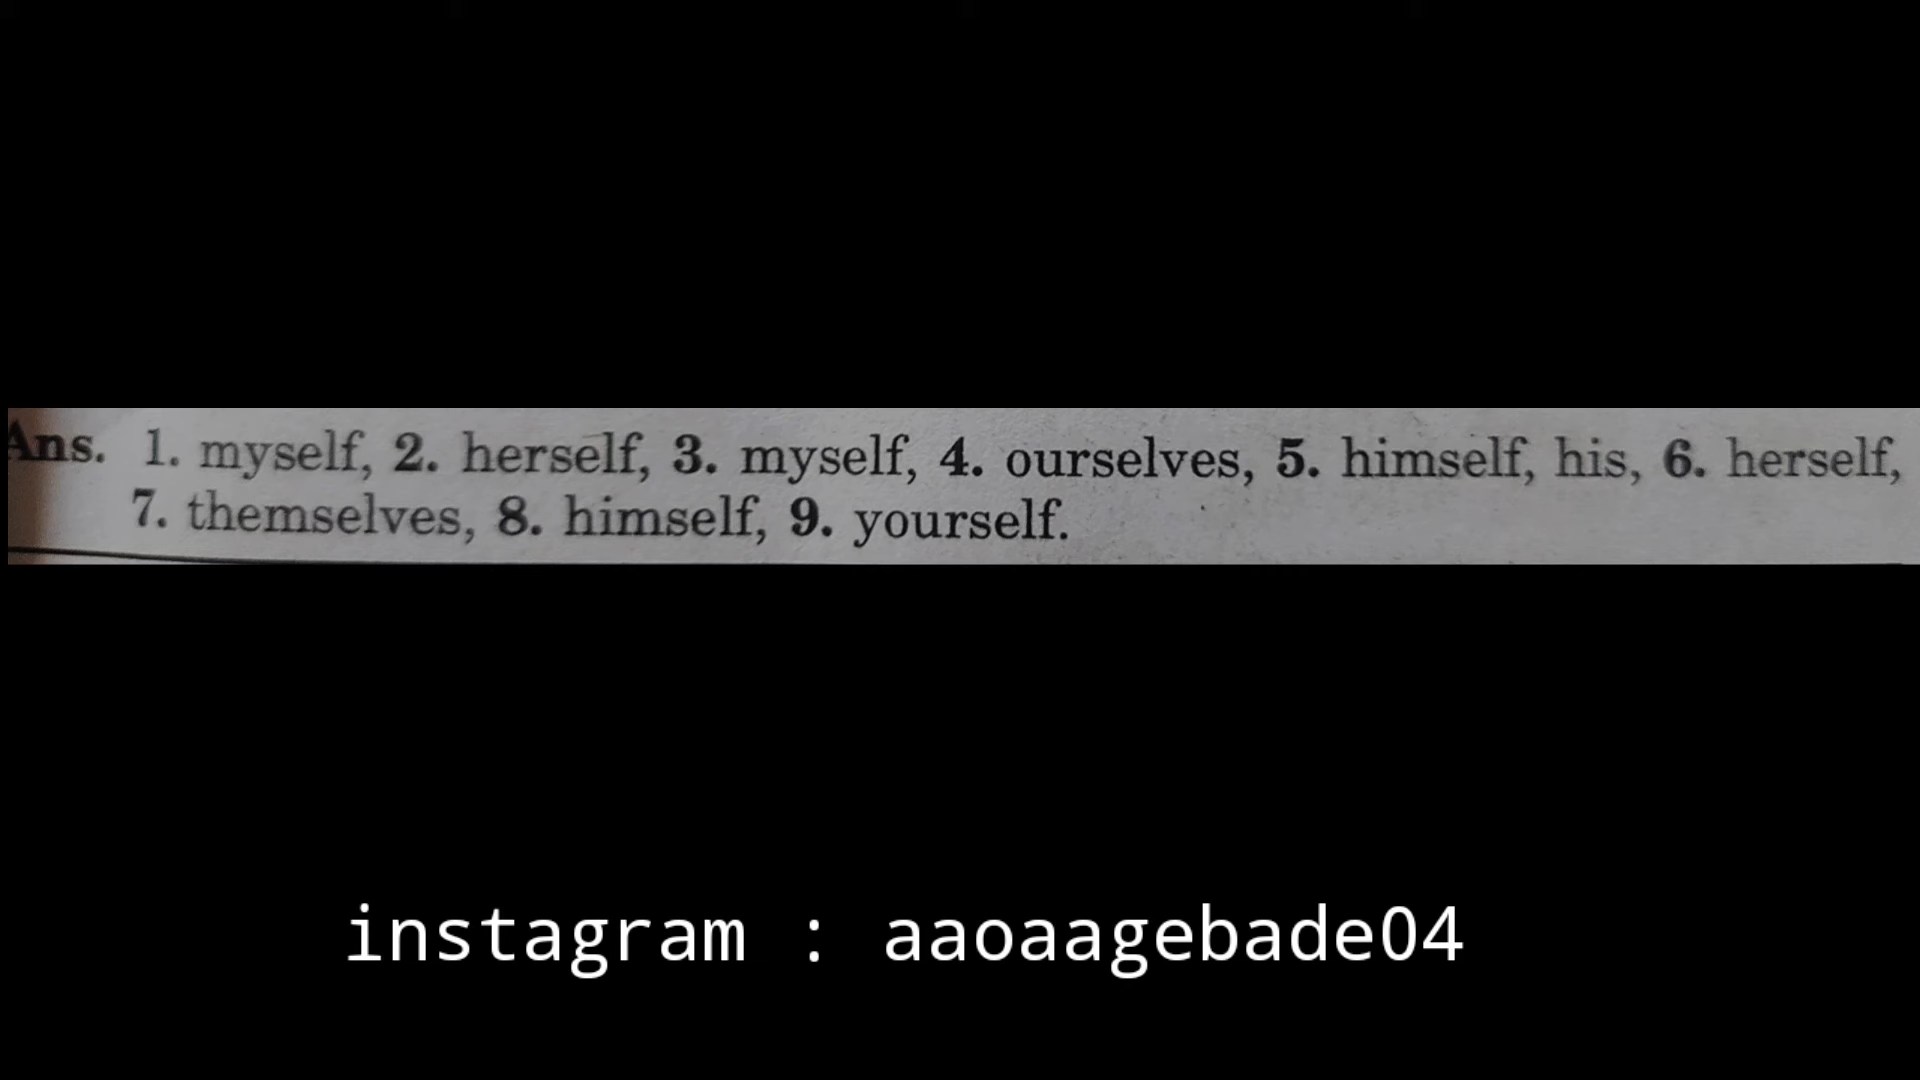 Ans. 1. myself, 2. herself, 3. myself, 4. ourselves, 5. himself, his, 6. herself,
7. themselves, 8. himself, 9. yourself.
instagram : aaoaagebade04